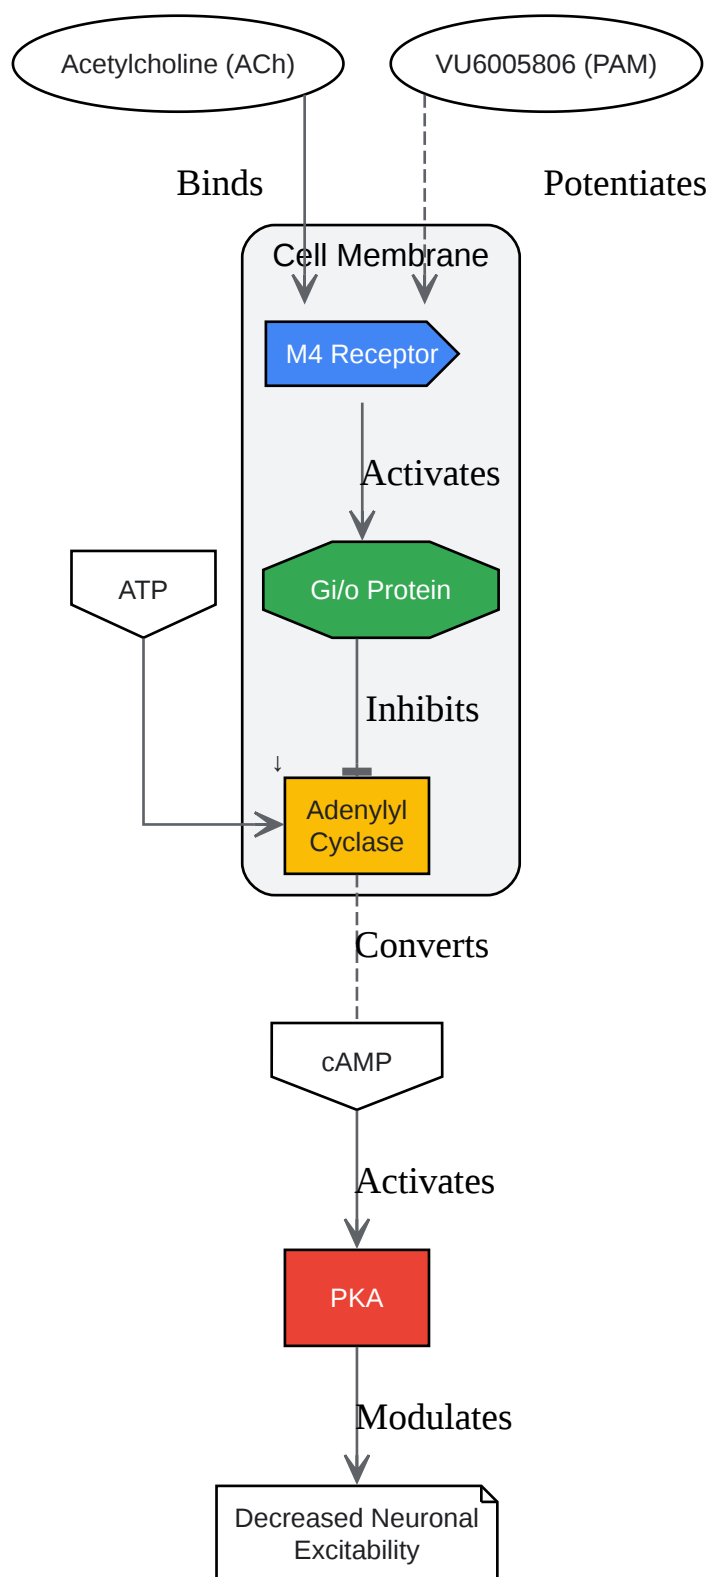 Acetylcholine (ACh)
VU6005806 (PAM)
Binds
Potentiates
Cell Membrane
M4 Receptor
Activates
ATP
Gi/o Protein
Inhibits
↓
Adenylyl
Cyclase
Converts
cAMP
Activates
PKA
Modulates
Decreased Neuronal
Excitability